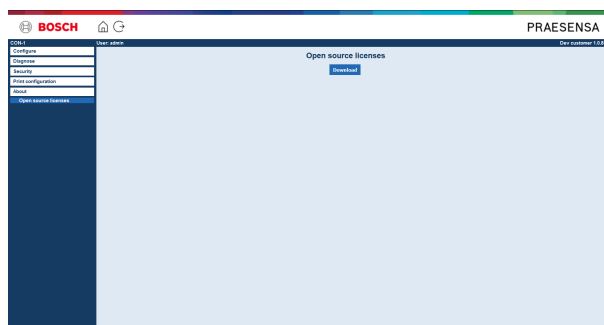 BOSCH
PRAESENSA
CON-1 User: admin Dev customer 1.0.8
Configure
Diagnose
Security
Print configuration
About
Open source licenses
Open source licenses
Download